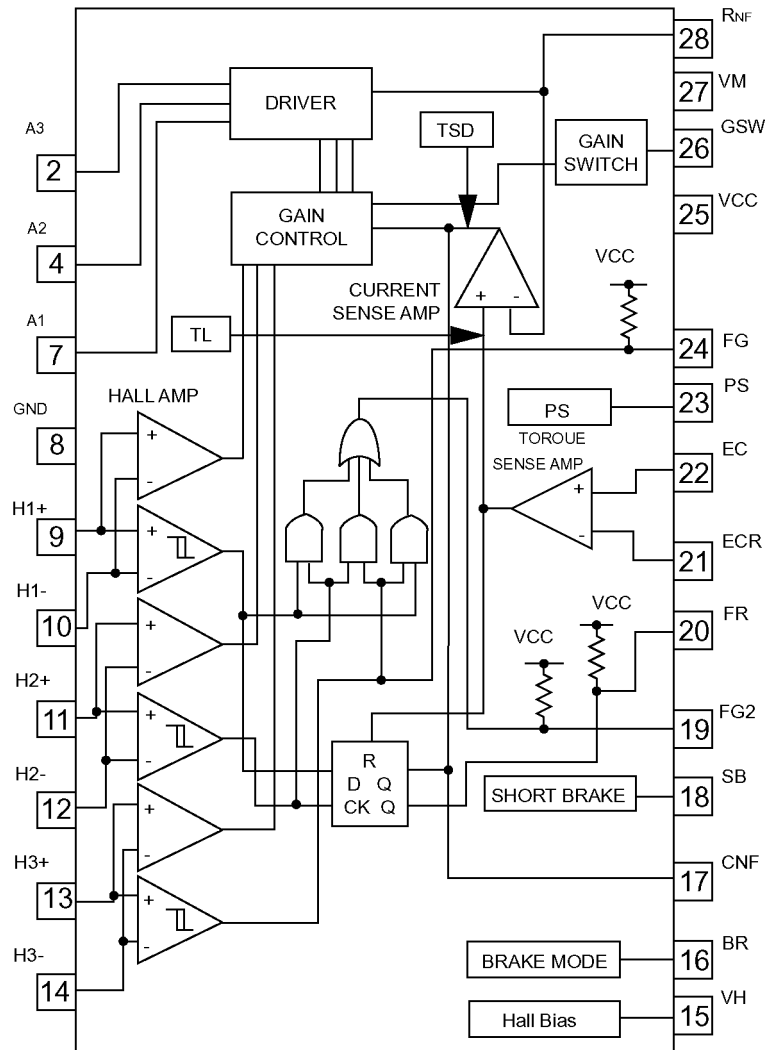 RNF
28
DRIVER
VM
27
TSD
GSW
GAIN
SWITCH
26
A3
2
VCC
25
GAIN
CONTROL
A2
4
VCC
CURRENT
SENSE AMP
+ -
A1
7
TL
FG
24
HALL AMP
PS
23
PS
GND
8
+
-
TOROUE
SENSE AMP
EC
22
+
-
H1+
9
+
-
ECR
21
H1-
10
VCC
FR
20
+
-
VCC
H2+
11
+
-
FG2
19
R
D Q
CK Q
H2-
12
SHORT BRAKE
SB
18
+
-
H3+
13
CNF
17
+
-
H3-
14
BRAKE MODE
BR
16
Hall Bias
VH
15